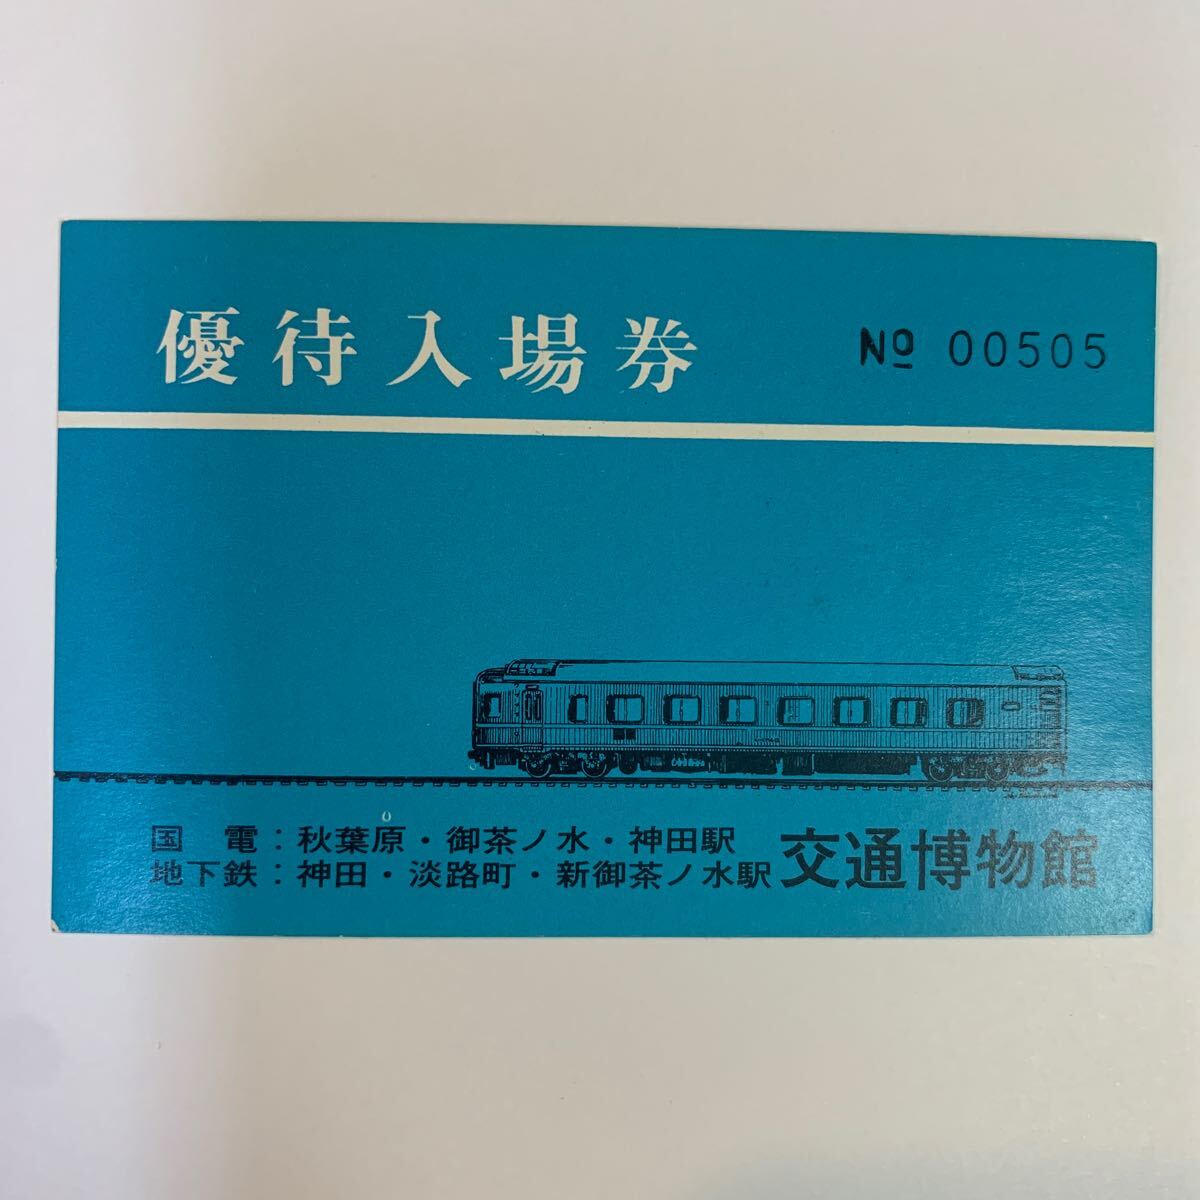 優待入場券 No 00505
国　電：秋葉原・御茶ノ水・神田駅
地下鉄：神田・淡路町・新御茶ノ水駅 交通博物館